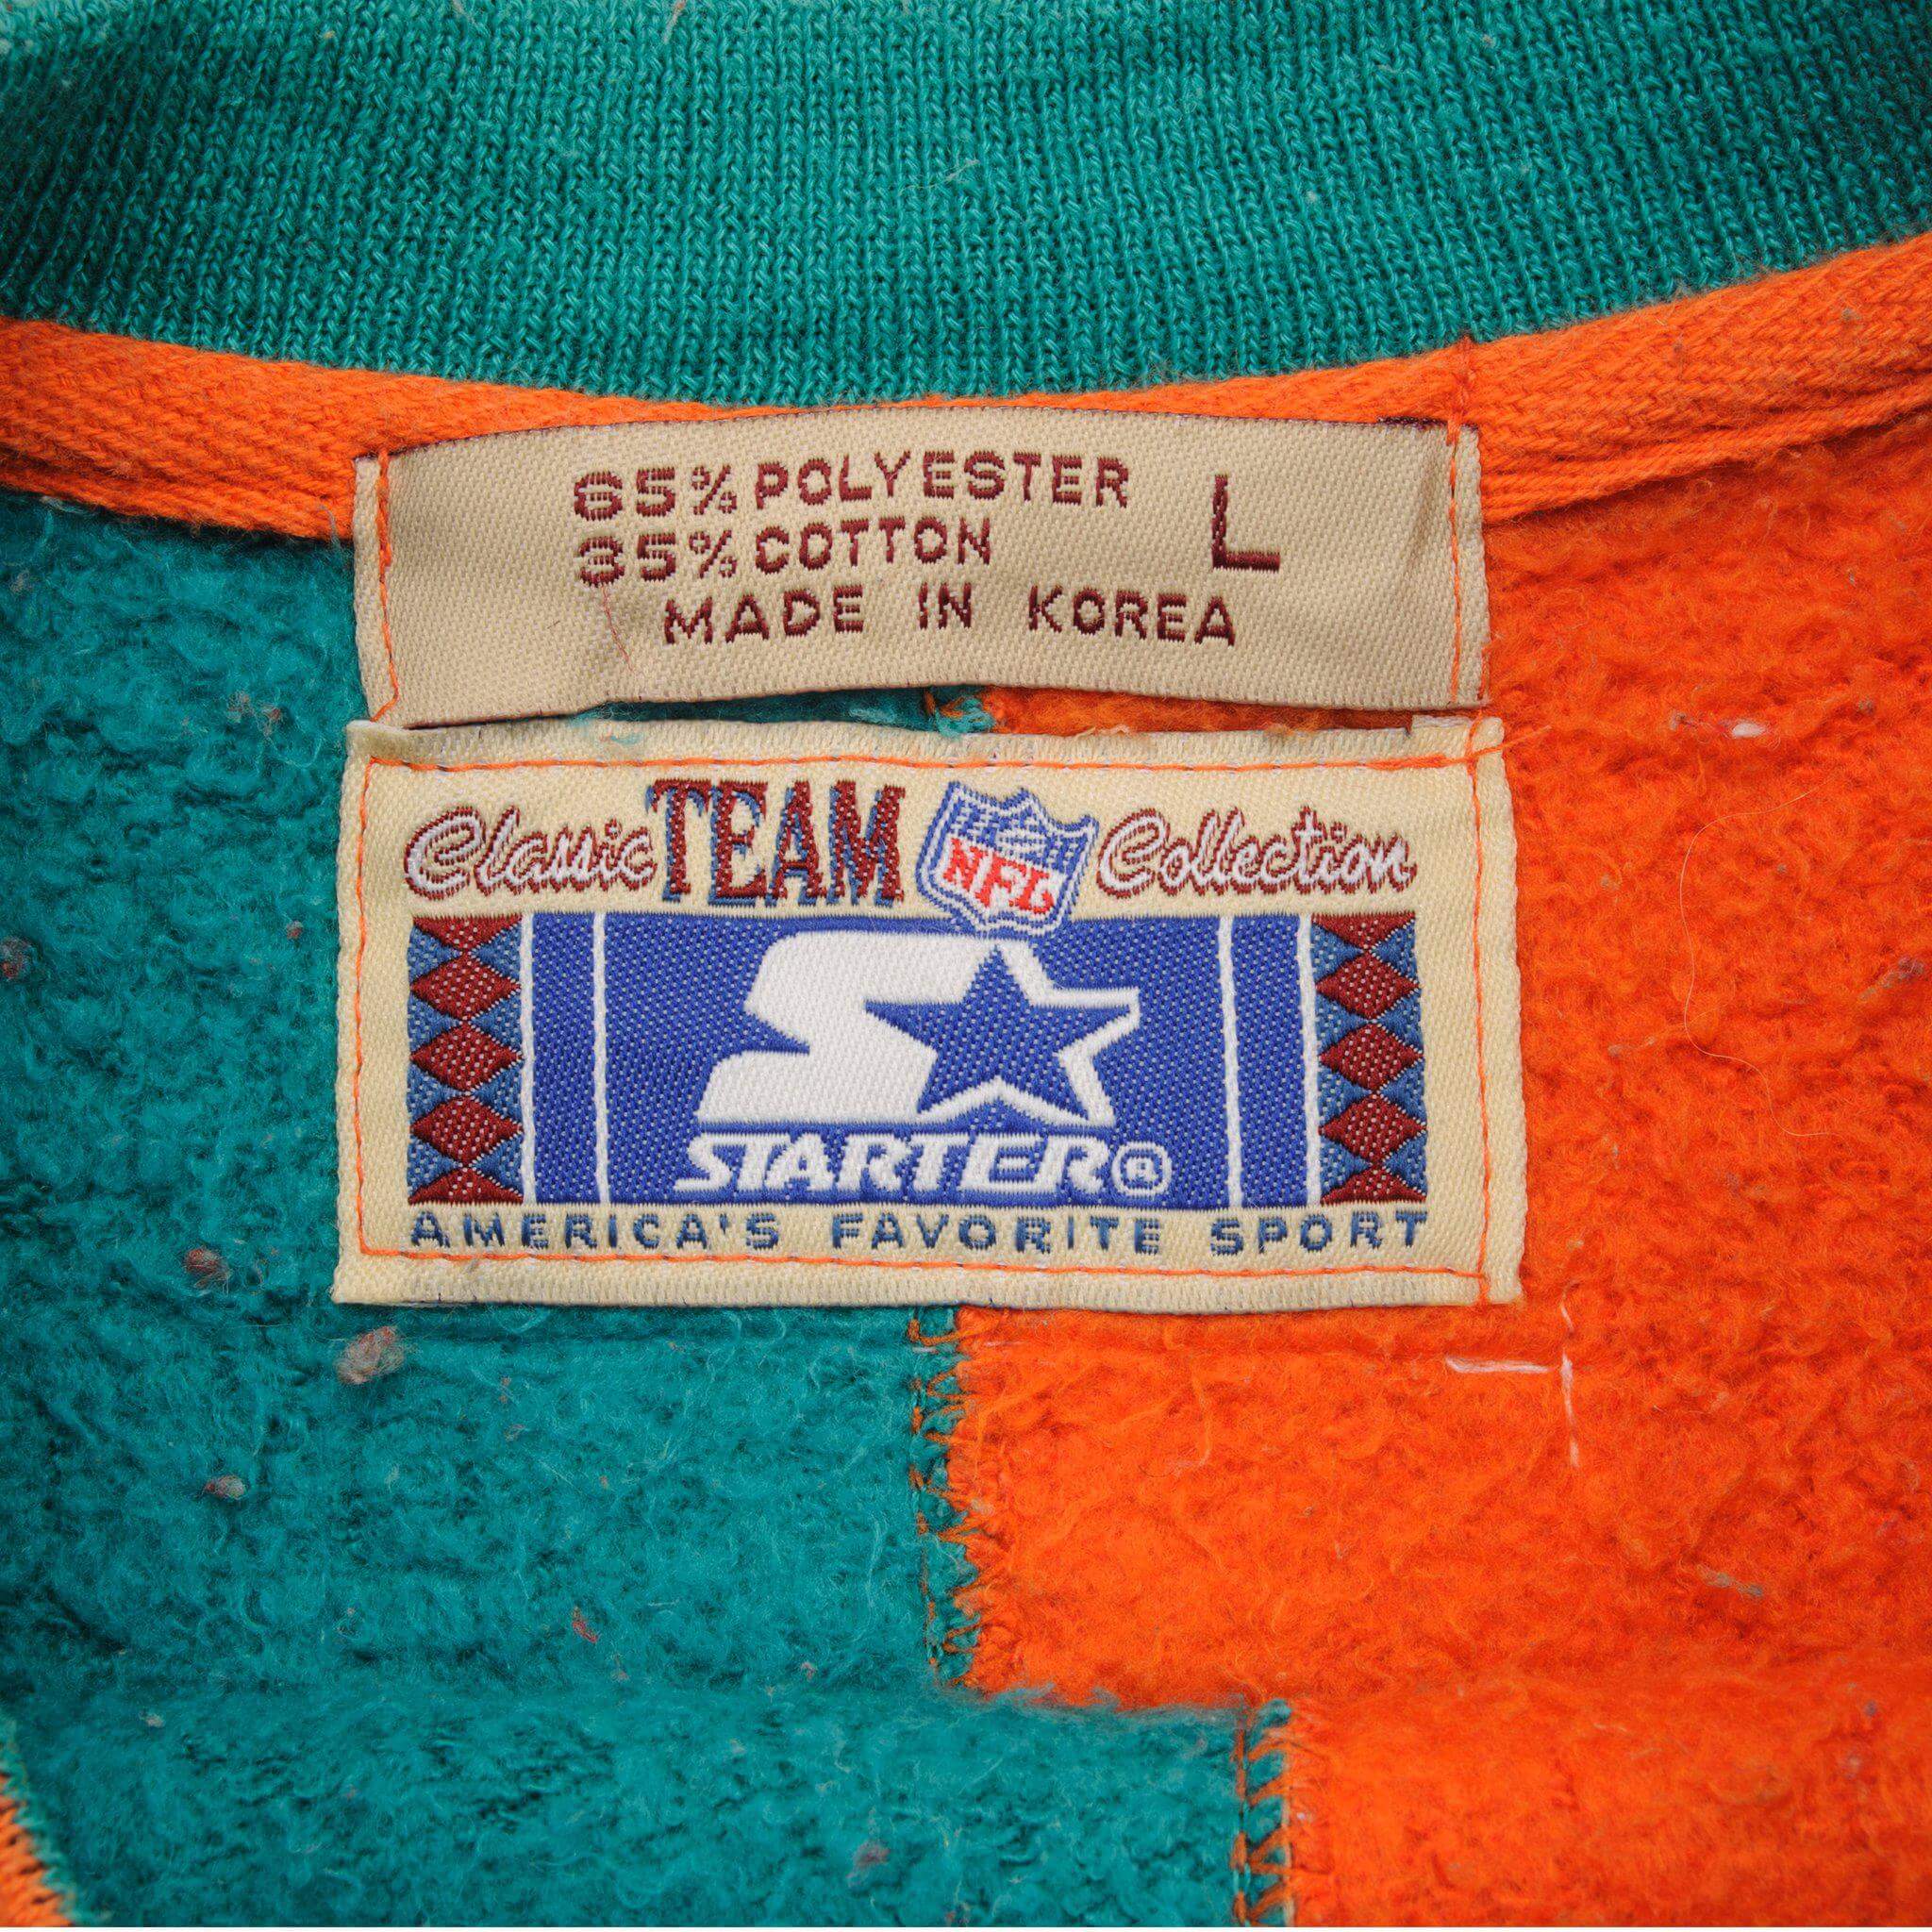 65% POLYESTER L
35% COTTON
MADE IN KOREA
Classic TEAM NFL Collection
STARTER®
AMERICA'S FAVORITE SPORT